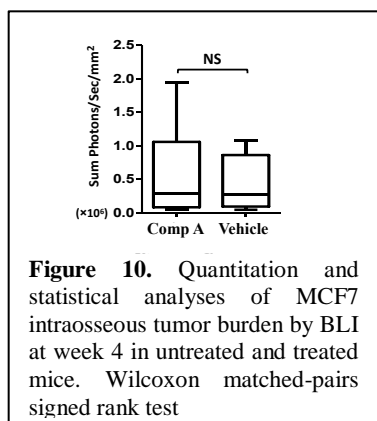 2.5
NS
2.0
1.5
1.0
0.5
0.0
Sum Photons/Sec/mm²
(×10⁶)
Comp A Vehicle
Figure 10. Quantitation and
statistical analyses of MCF7
intraosseous tumor burden by BLI
at week 4 in untreated and treated
mice. Wilcoxon matched-pairs
signed rank test